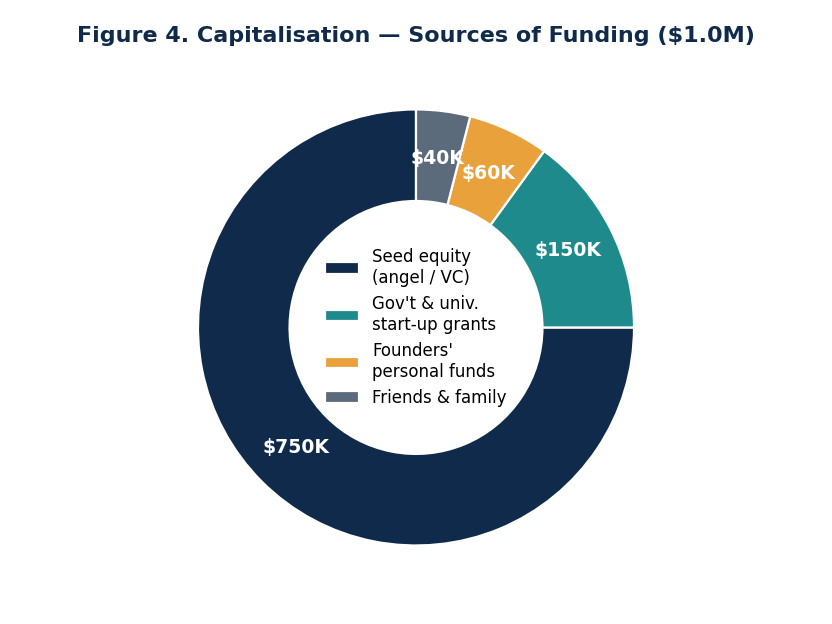 Figure 4. Capitalisation — Sources of Funding ($1.0M)
$40K
$60K
$150K
Seed equity
(angel / VC)
Gov't & univ.
start-up grants
Founders'
personal funds
Friends & family
$750K